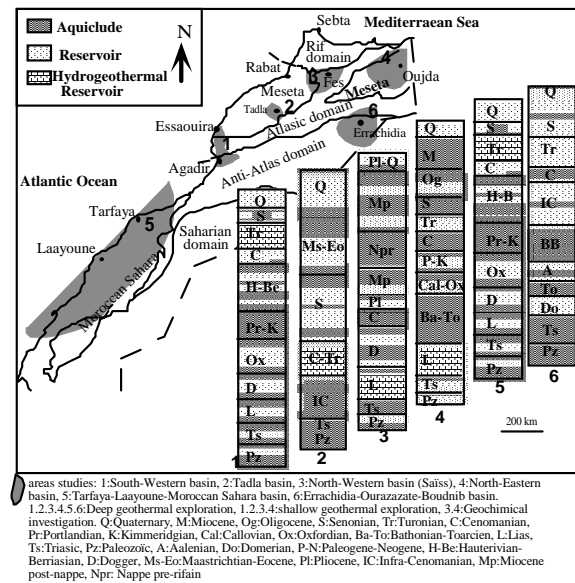 Aquiclude
Reservoir
Hydrogeothermal
Reservoir
N
Mediterraean Sea
Sebta
Rif
domain
4
Rabat
3
Fes
Oujda
Meseta
Meseta
Tadla
2
6
Essaouira
Atlasic domain
Errachidia
1
Agadir
Anti-Atlas domain
Atlantic Ocean
Tarfaya
5
Saharian
domain
Laayoune
Moroccan Sahara
Q
S
Tr
C
H-Be
Pr-K
Ox
D
L
Ts
Pz
1
Q
Ms-Eo
S
C-Tr
IC
Ts
Pz
2
Pl-Q
Mp
Npr
Mp
Pl
C
D
L
Ts
Pz
3
Q
M
Og
S
Tr
C
P-K
Cal-Ox
Ba-To
L
Ts
Pz
4
Q
S
Tr
C
H-B
Pr-K
Ox
D
L
Ts
Pz
5
Q
S
Tr
C
IC
BB
A
To
Do
Ts
Pz
6
200 km
areas studies: 1:South-Western basin, 2:Tadla basin, 3:North-Western basin (Saïss), 4:North-Eastern
basin, 5:Tarfaya-Laayoune-Moroccan Sahara basin, 6:Errachidia-Ourazazate-Boudnib basin.
1.2.3.4.5.6:Deep geothermal exploration, 1.2.3.4:shallow geothermal exploration, 3.4:Geochimical
investigation. Q:Quaternary, M:Miocene, Og:Oligocene, S:Senonian, Tr:Turonian, C:Cenomanian,
Pr:Portlandian, K:Kimmeridgian, Cal:Callovian, Ox:Oxfordian, Ba-To:Bathonian-Toarcien, L:Lias,
Ts:Triasic, Pz:Paleozoïc, A:Aalenian, Do:Domerian, P-N:Paleogene-Neogene, H-Be:Hauterivian-
Berriasian, D:Dogger, Ms-Eo:Maastrichtian-Eocene, Pl:Pliocene, IC:Infra-Cenomanian, Mp:Miocene
post-nappe, Npr: Nappe pre-rifain